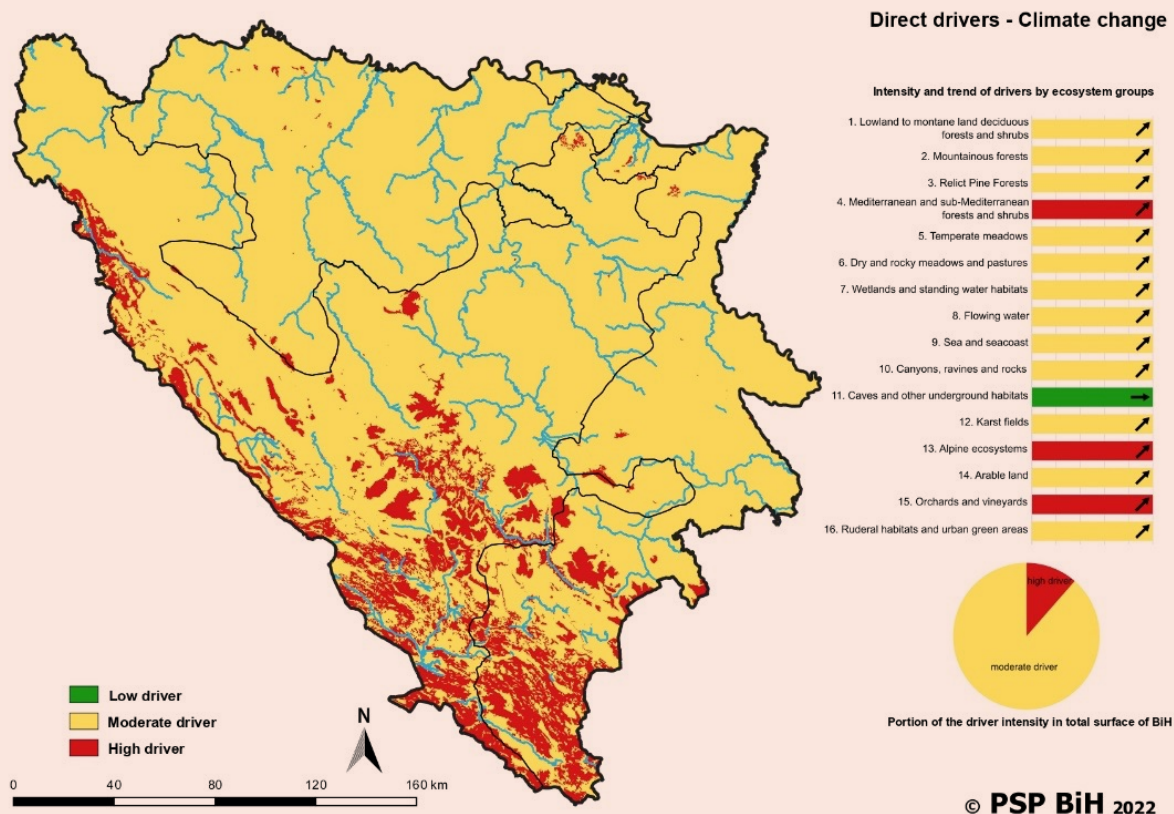 Direct drivers - Climate change
Intensity and trend of drivers by ecosystem groups
1. Lowland to montane land deciduous
forests and shrubs
2. Mountainous forests
3. Relict Pine Forests
4. Mediterranean and sub-Mediterranean
forests and shrubs
5. Temperate meadows
6. Dry and rocky meadows and pastures
7. Wetlands and standing water habitats
8. Flowing water
9. Sea and seacoast
10. Canyons, ravines and rocks
11. Caves and other underground habitats
12. Karst fields
13. Alpine ecosystems
14. Arable land
15. Orchards and vineyards
16. Ruderal habitats and urban green areas
high driver
moderate driver
Portion of the driver intensity in total surface of BiH
Low driver
Moderate driver
High driver
N
0 40 80 120 160 km
© PSP BiH 2022